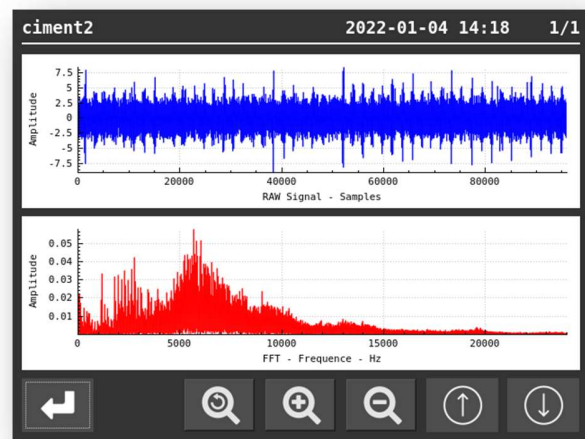 ciment2 2022-01-04 14:18 1/1
7.5
5
2.5
0
-2.5
-5
-7.5
Amplitude
0 20000 40000 60000 80000
RAW Signal - Samples
0.05
0.04
0.03
0.02
0.01
Amplitude
0 5000 10000 15000 20000
FFT - Frequence - Hz